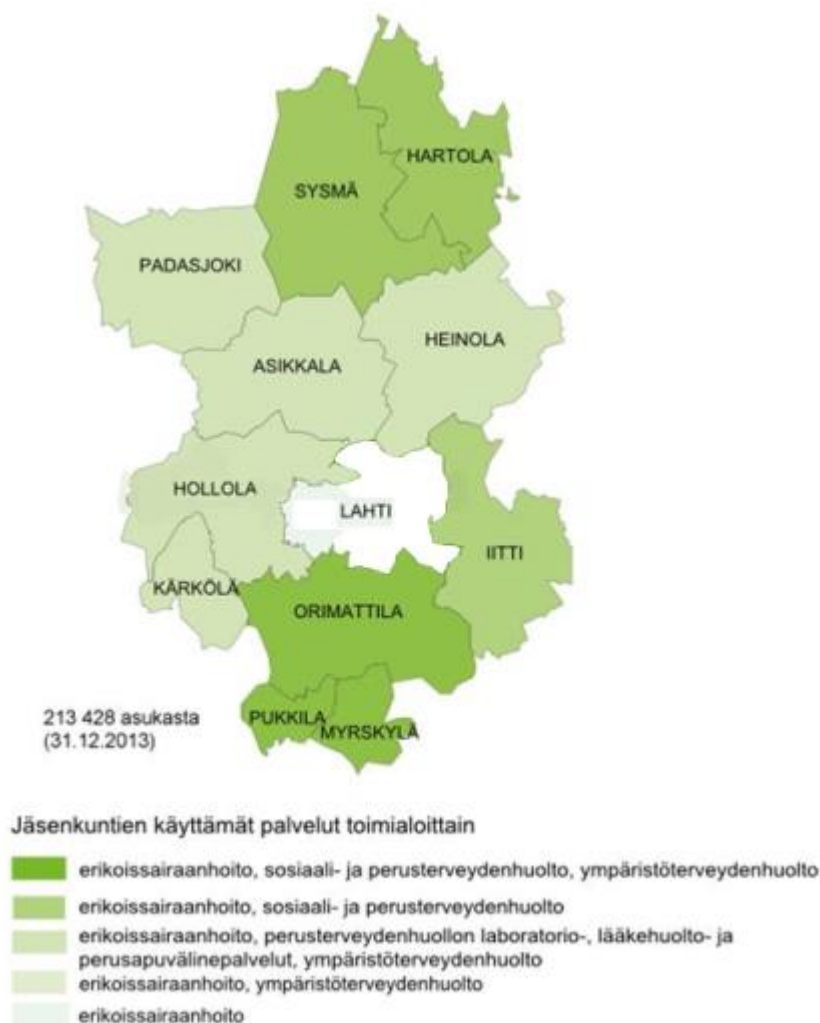 HARTOLA
SYSMÄ
PADASJOKI
HEINOLA
ASIKKALA
HOLLOLA
LAHTI
IITTI
KÄRKÖLÄ
ORIMATTILA
PUKKILA
MYRSKYLÄ
213 428 asukasta
(31.12.2013)
Jäsenkuntien käyttämät palvelut toimialoittain
erikoissairaanhoito, sosiaali- ja perusterveydenhuolto, ympäristöterveydenhuolto
erikoissairaanhoito, sosiaali- ja perusterveydenhuolto
erikoissairaanhoito, perusterveydenhuollon laboratorio-, lääkehuolto- ja
perusapuvälinepalvelut, ympäristöterveydenhuolto
erikoissairaanhoito, ympäristöterveydenhuolto
erikoissairaanhoito